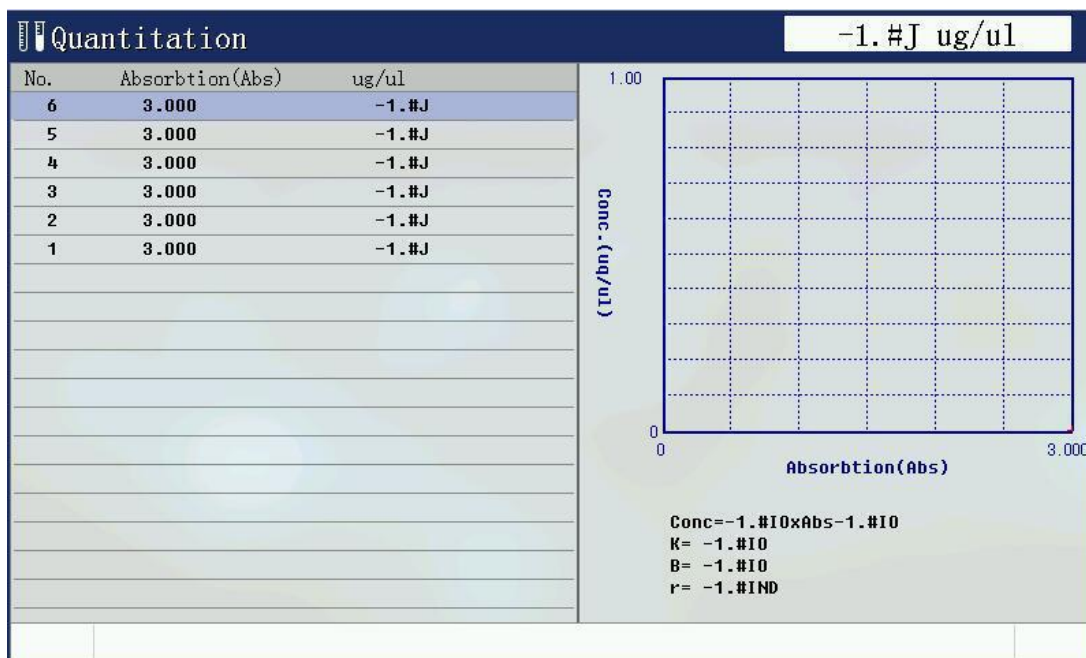 Quantitation
-1.#J ug/ul
No. Absorbtion(Abs) ug/ul
6 3.000 -1.#J
5 3.000 -1.#J
4 3.000 -1.#J
3 3.000 -1.#J
2 3.000 -1.#J
1 3.000 -1.#J
1.00
Conc.(ug/ul)
0
0
3.000
Absorbtion(Abs)
Conc=-1.#IOxAbs-1.#IO
K= -1.#IO
B= -1.#IO
r= -1.#IND